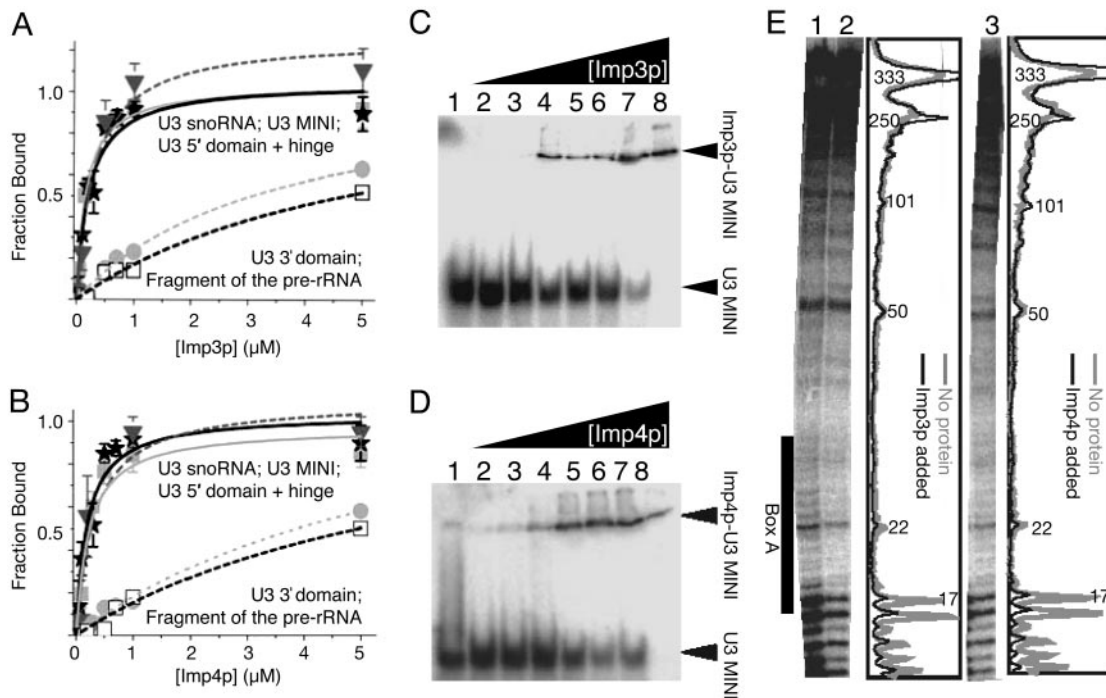 A
Fraction Bound
1.0
0.5
U3 snoRNA; U3 MINI;
U3 5' domain + hinge
U3 3' domain;
Fragment of the pre-rRNA
0 1 2 3 4 5
[Imp3p] (µM)
B
Fraction Bound
1.0
0.5
U3 snoRNA; U3 MINI;
U3 5' domain + hinge
U3 3' domain;
Fragment of the pre-rRNA
0 1 2 3 4 5
[Imp4p] (µM)
C
[Imp3p]
1 2 3 4 5 6 7 8
Imp3p-U3 MINI
U3 MINI
D
[Imp4p]
1 2 3 4 5 6 7 8
Imp4p-U3 MINI
U3 MINI
E
1 2
333
250
101
50
22
17
No protein
Imp3p added
Box A
3
333
250
101
50
22
17
No protein
Imp4p added